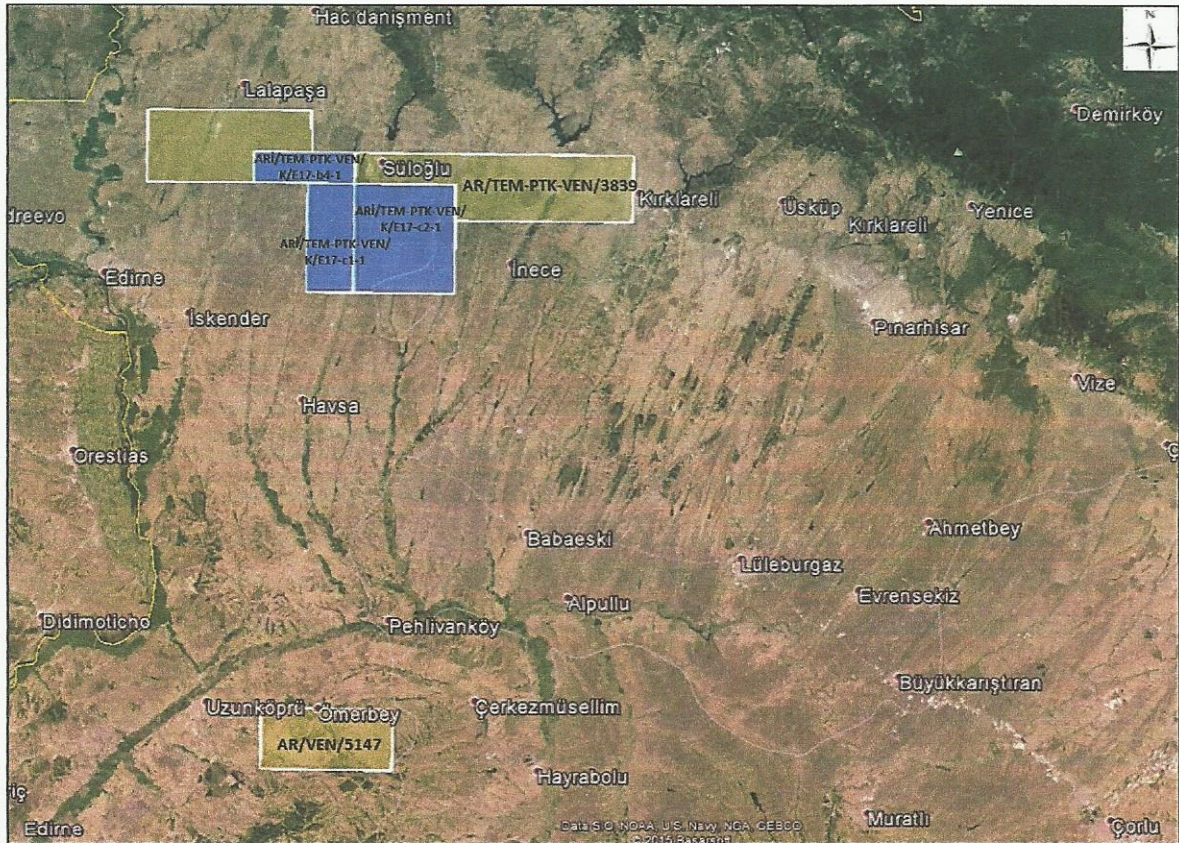 Hacıdanişment
N
Lalapaşa
Demirköy
ARİ/TEM-PTK-VEN/
K/E17-b4-1
Süloğlu
AR/TEM-PTK-VEN/3839
Kırklareli
Üsküp
Yenice
Kırklareli
dreevo
ARİ/TEM-PTK-VEN/
K/E17-c2-1
ARİ/TEM-PTK-VEN/
K/E17-c1-1
Edirne
İnece
İskender
Pınarhisar
Vize
Havsa
Orestias
Ç
Babaeski
Ahmetbey
Lüleburgaz
Evrensekiz
Alpullu
Didimoticho
Pehlivanköy
Büyükkarıştıran
Uzunköprü
Ömerbey
Çerkezmüsellim
AR/VEN/5147
Hayrabolu
iç
Edirne
Muratlı
Çorlu
Data SIO, NOAA, U.S. Navy, NGA, GEBCO
© 2015 Basarsoft